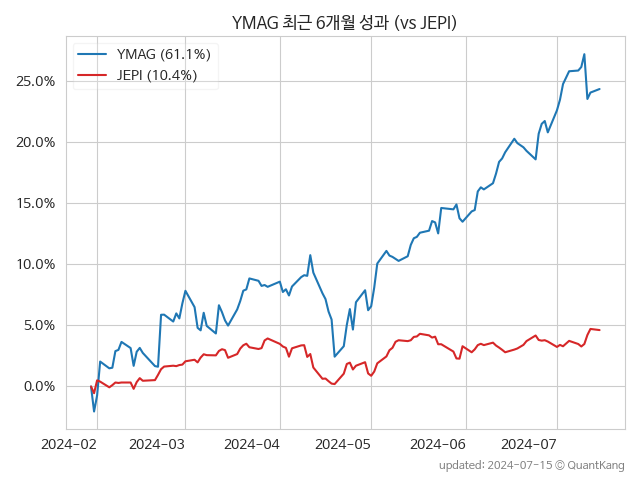 YMAG 최근 6개월 성과 (vs JEPI)
YMAG (61.1%)
JEPI (10.4%)
25.0%
20.0%
15.0%
10.0%
5.0%
0.0%
2024-02 2024-03 2024-04 2024-05 2024-06 2024-07
updated: 2024-07-15 © QuantKang